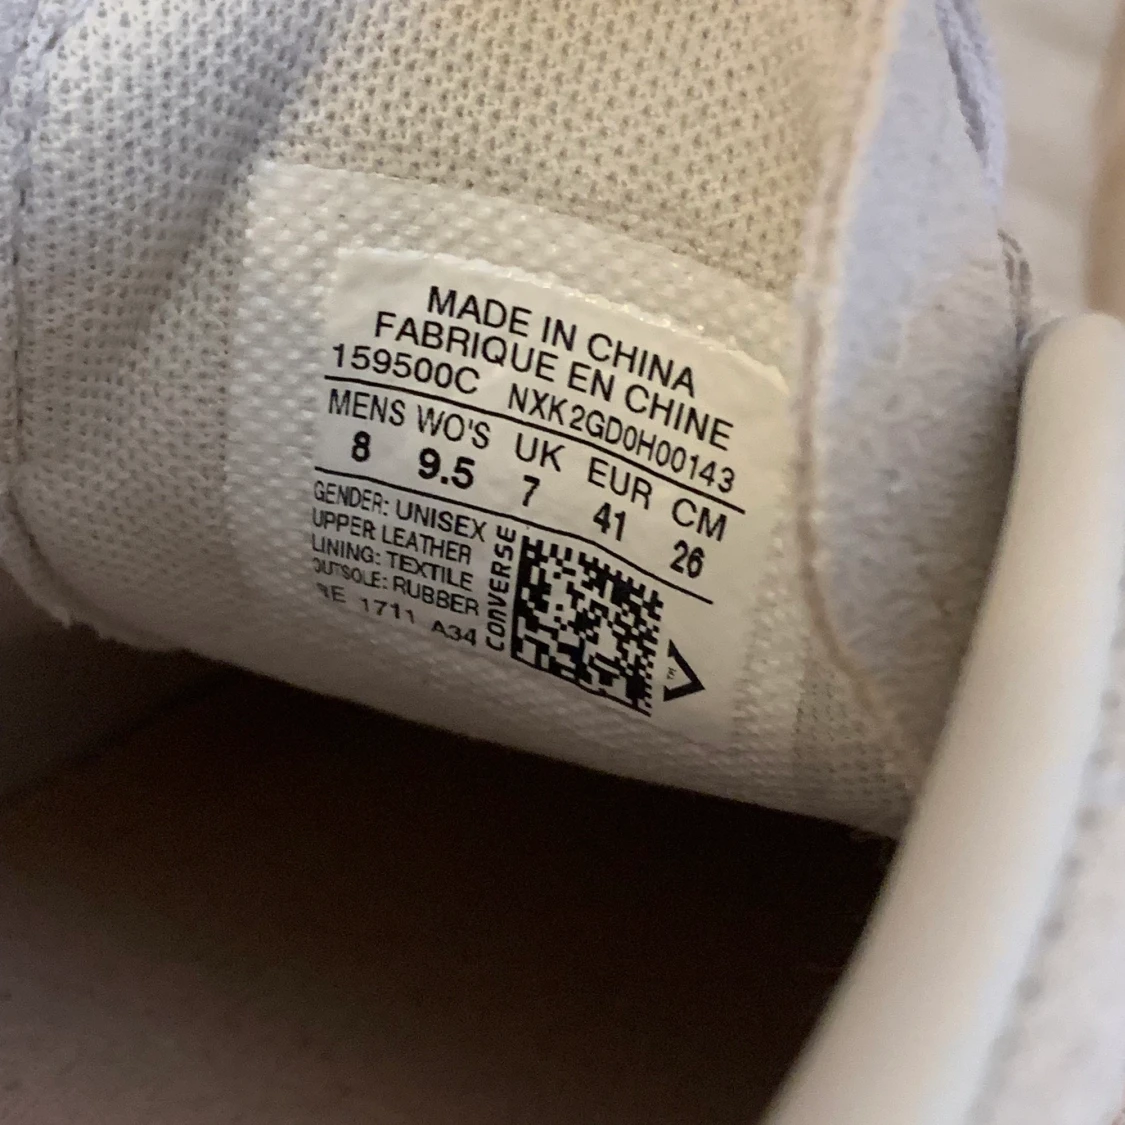 MADE IN CHINA
FABRIQUE EN CHINE
159500C NXK2GD0H00143
MENS WO'S UK EUR CM
8 9.5 7 41 26
GENDER: UNISEX
UPPER LEATHER
LINING: TEXTILE
OUTSOLE: RUBBER
1711 A34
CONVERSE